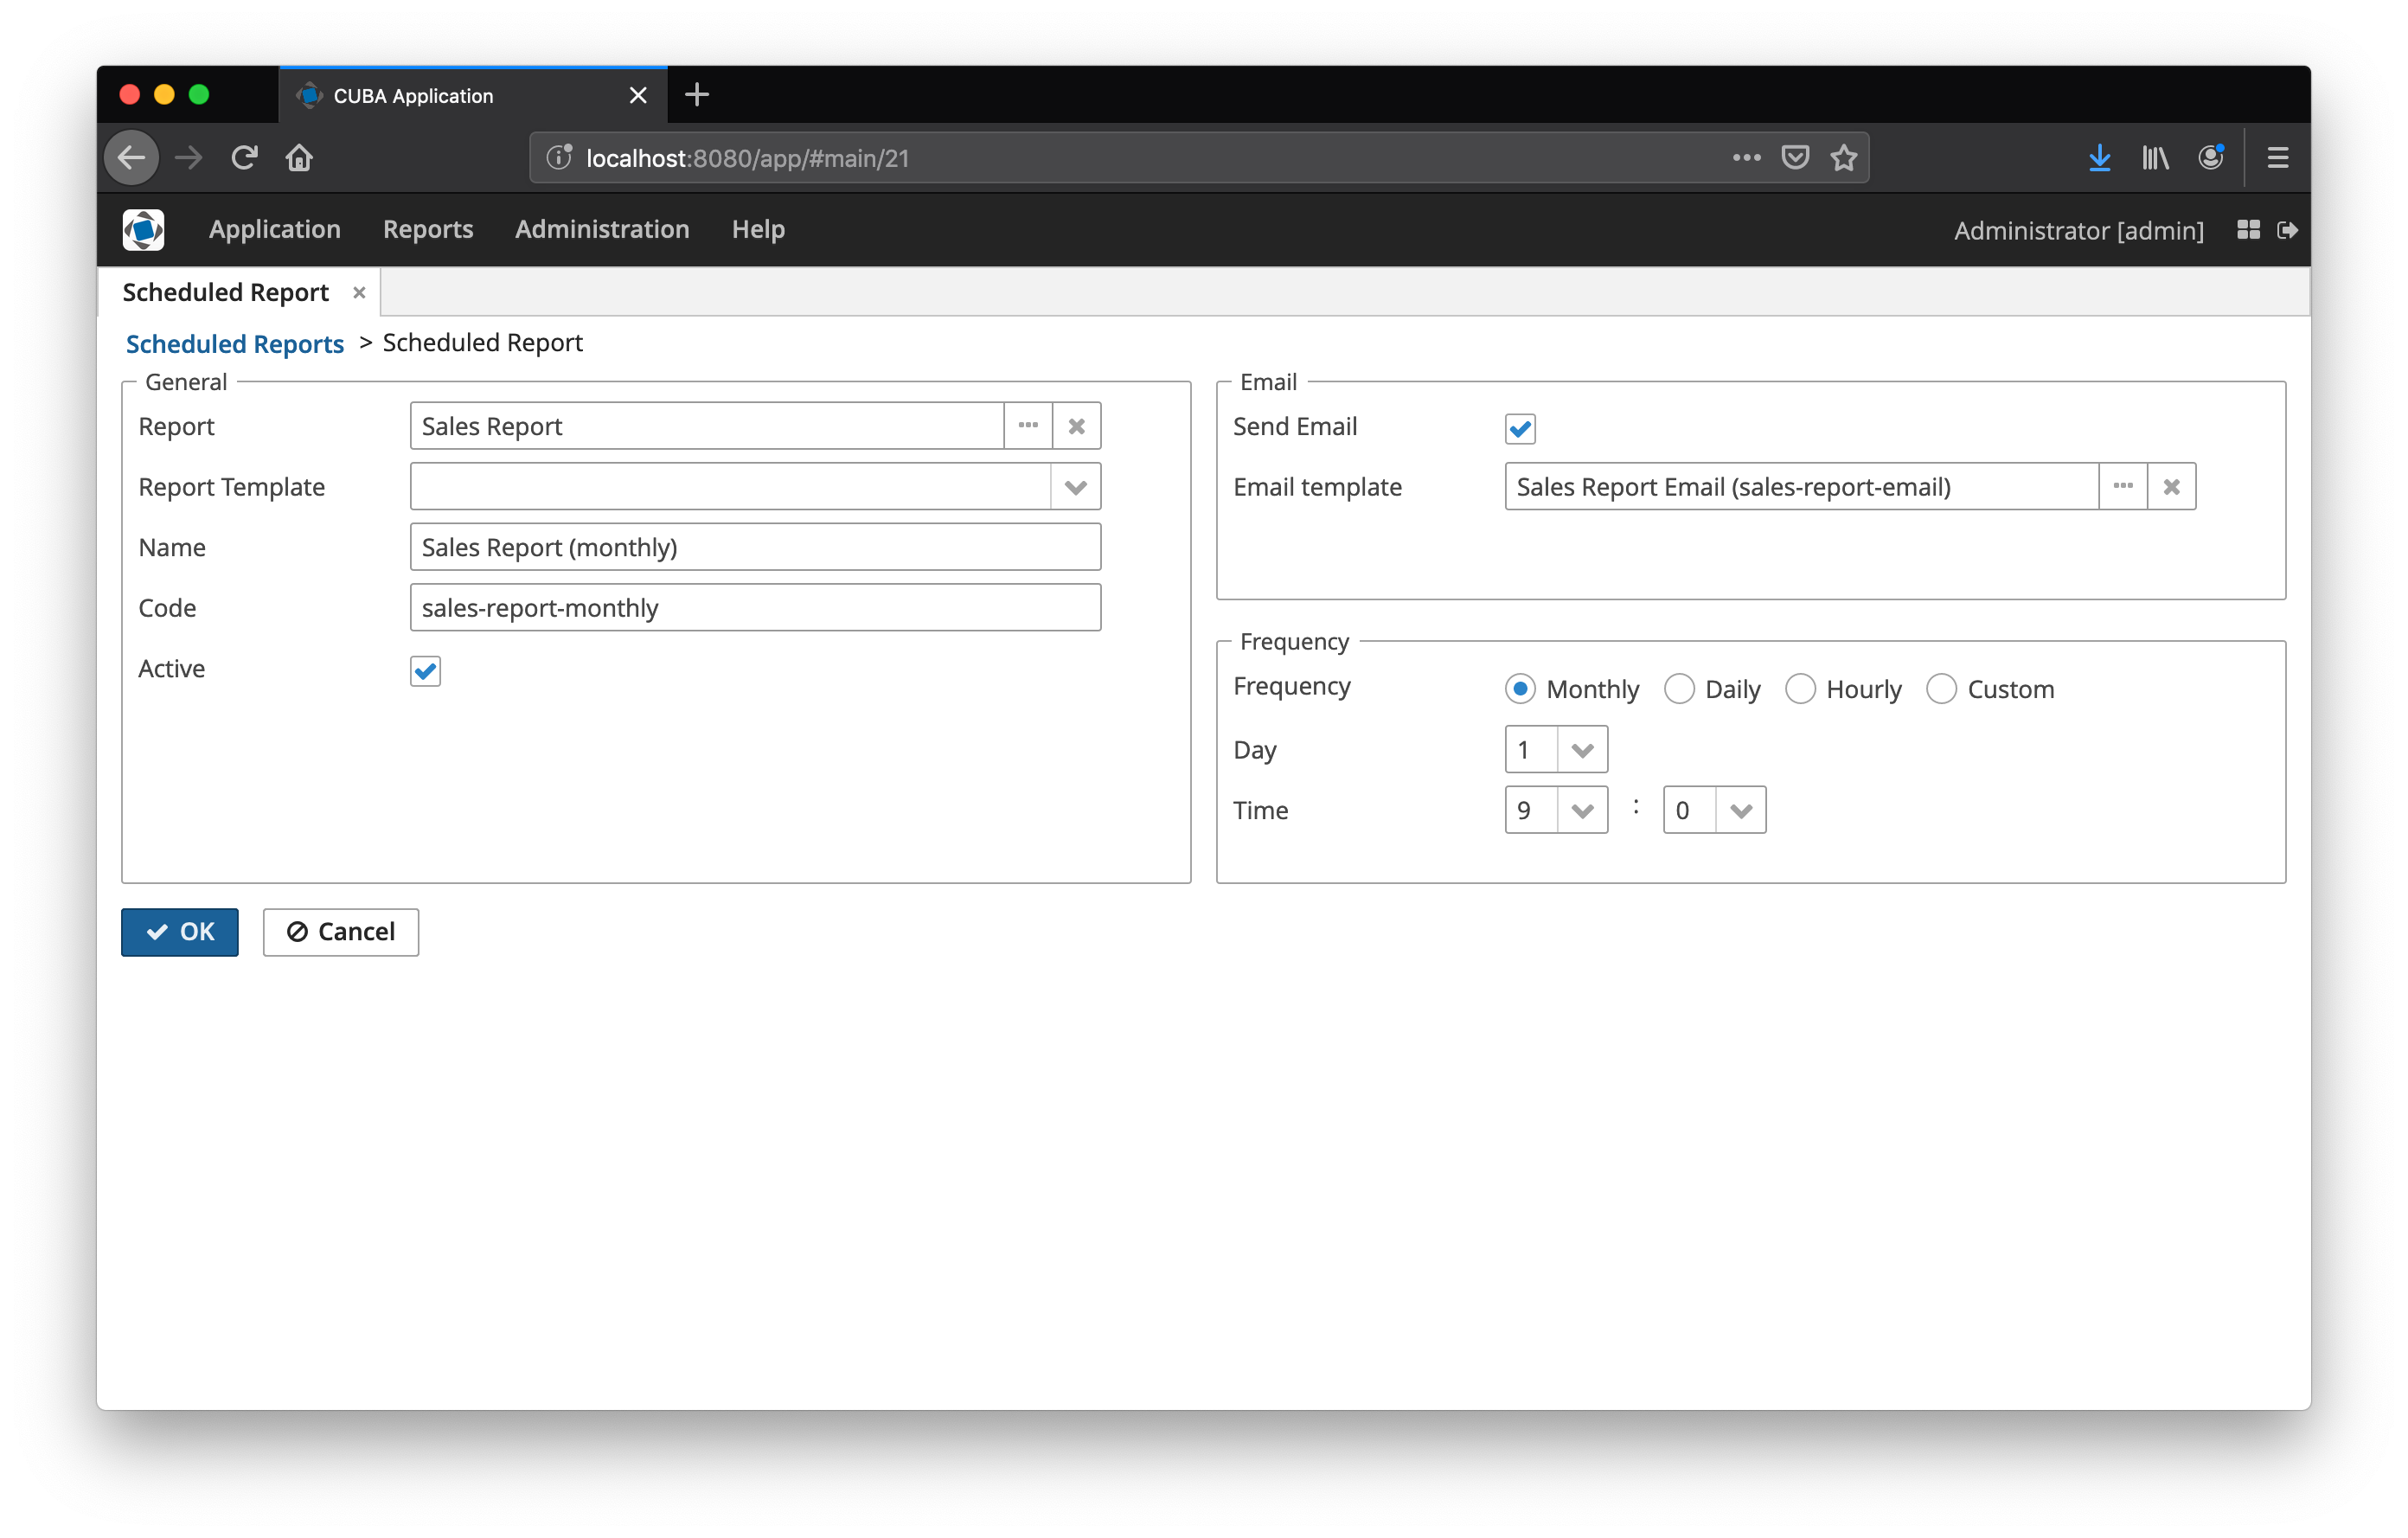 CUBA Application
localhost:8080/app/#main/21
Application Reports Administration Help Administrator [admin]
Scheduled Report
Scheduled Reports > Scheduled Report
General
Report Sales Report
Report Template
Name Sales Report (monthly)
Code sales-report-monthly
Active
Email
Send Email
Email template Sales Report Email (sales-report-email)
Frequency
Frequency Monthly Daily Hourly Custom
Day 1
Time 9 : 0
OK Cancel